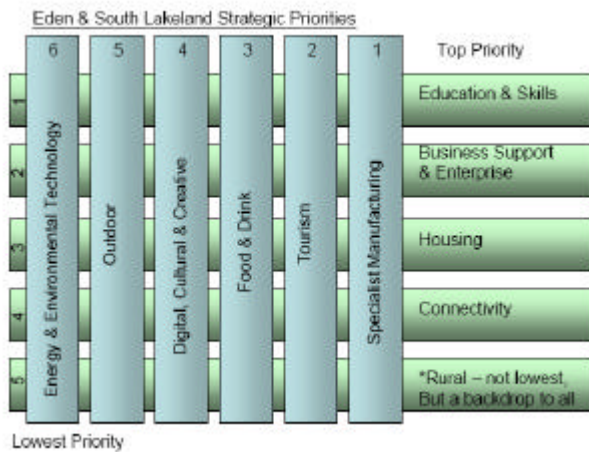 Eden & South Lakeland Strategic Priorities
6 5 4 3 2 1 Top Priority
1 Education & Skills
2 Business Support
& Enterprise
3 Housing
4 Connectivity
5 *Rural – not lowest,
But a backdrop to all
Energy & Environmental Technology
Outdoor
Digital, Cultural & Creative
Food & Drink
Tourism
Specialist Manufacturing
Lowest Priority